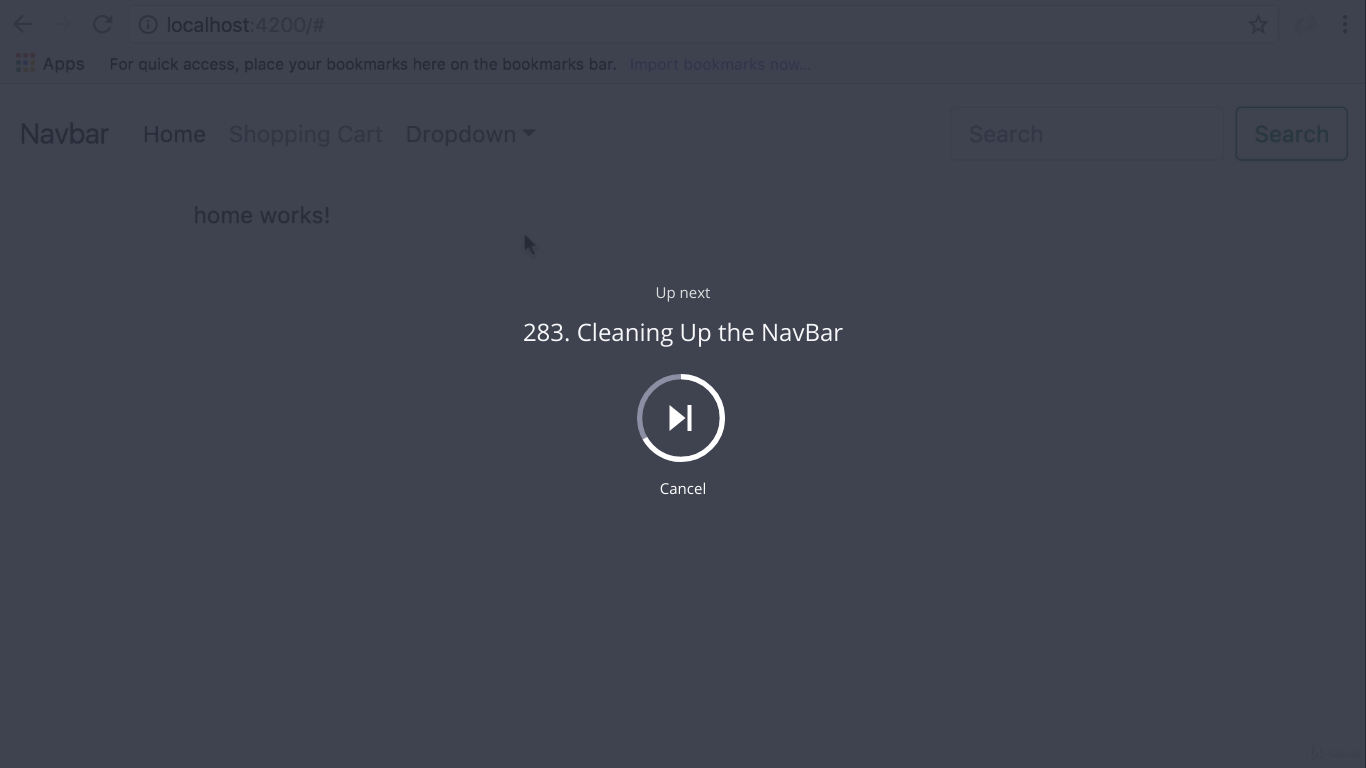 localhost:4200/#
Apps For quick access, place your bookmarks here on the bookmarks bar. Import bookmarks now...
Navbar Home Shopping Cart Dropdown Search Search
home works!
Up next
283. Cleaning Up the NavBar
Cancel